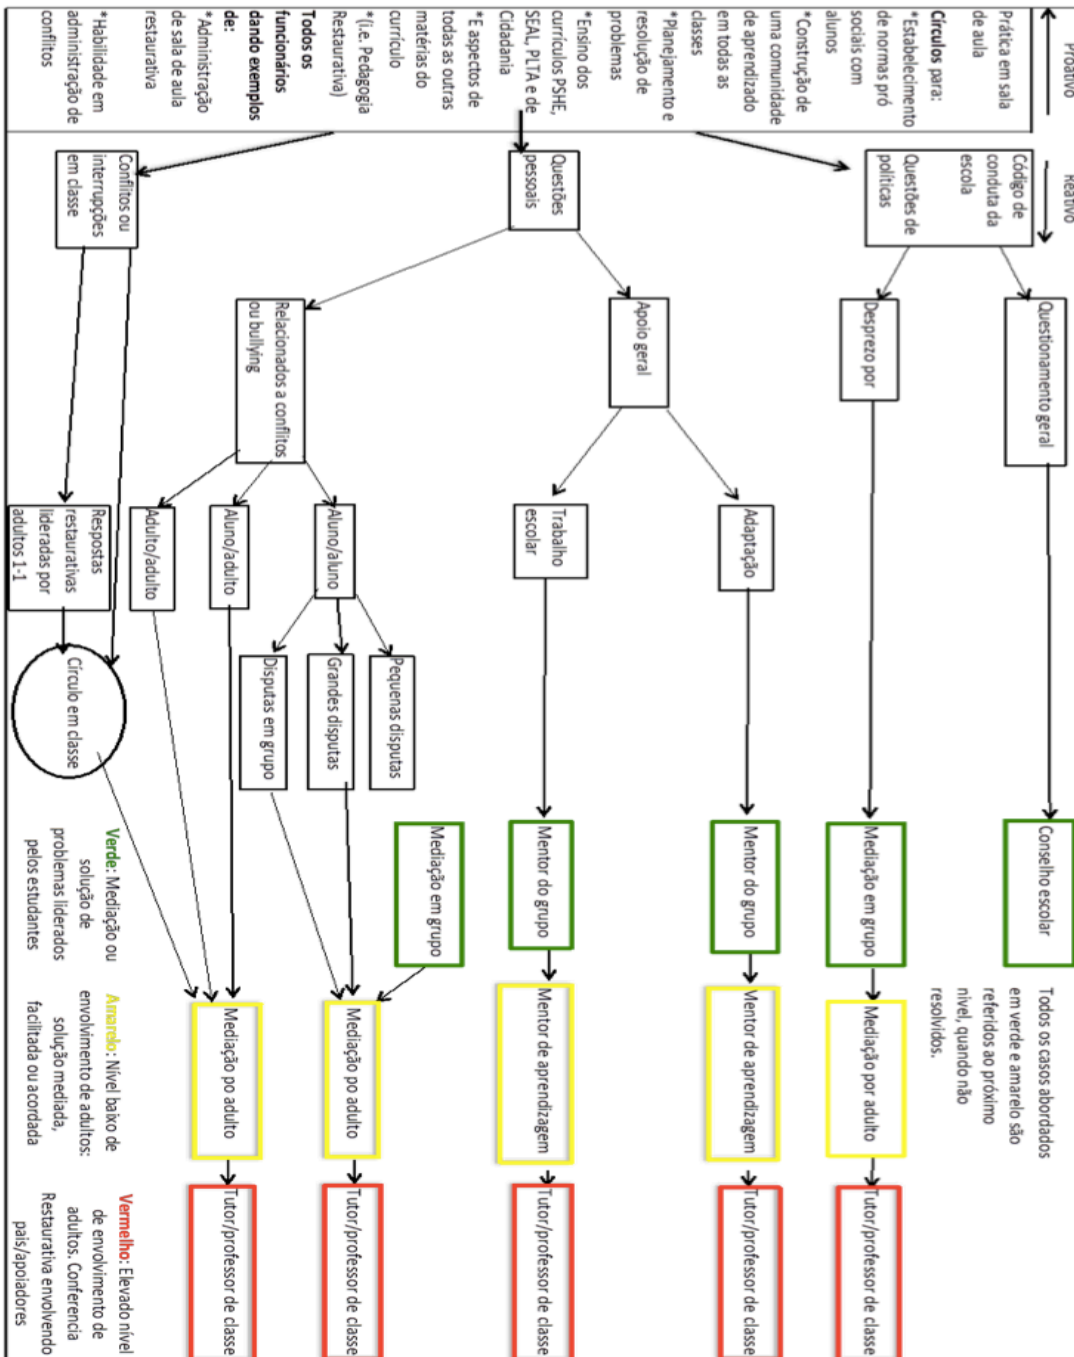 Proativo
Reativo
Prática em sala
de aula
Círculos para:
*Estabelecimento
de normas pró
sociais com
alunos
*Construção de
uma comunidade
de aprendizado
em todas as
classes
*Planejamento e
resolução de
problemas
*Ensino dos
currículos PSHE,
SEAL, PLTA e de
Cidadania
*E aspectos de
todas as outras
matérias do
currículo
*(i.e. Pedagogia
Restaurativa)
Todos os
funcionários
dando exemplos
de:
*Administração
de sala de aula
restaurativa
*Habilidade em
administração de
conflitos
Código de
conduta da
escola
Questões de
políticas
Questões
pessoais
Conflitos ou
interrupções
em classe
Questionamento geral
Desprezo por
Apoio geral
Relacionados a conflitos
ou bullying
Adaptação
Trabalho
escolar
Aluno/aluno
Aluno/adulto
Adulto/adulto
Respostas
restaurativas
lideradas por
adultos 1-1
Pequenas disputas
Grandes disputas
Disputas em grupo
Círculo em classe
Conselho escolar
Mediação em grupo
Mentor do grupo
Mentor do grupo
Mediação em grupo
Verde: Mediação ou
solução de
problemas liderados
pelos estudantes
Todos os casos abordados
em verde e amarelo são
referidos ao próximo
nível, quando não
resolvidos.
Mediação por adulto
Mentor de aprendizagem
Mentor de aprendizagem
Mediação po adulto
Mediação po adulto
Amarelo: Nível baixo de
envolvimento de adultos:
solução mediada,
facilitada ou acordada
Tutor/professor de classe
Tutor/professor de classe
Tutor/professor de classe
Tutor/professor de classe
Tutor/professor de classe
Vermelho: Elevado nível
de envolvimento de
adultos. Conferencia
Restaurativa envolvendo
pais/apoiadores